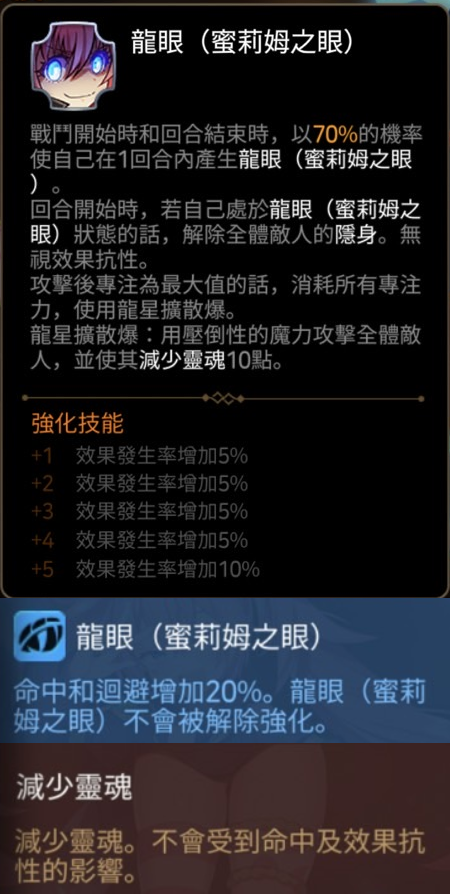 龍眼（蜜莉姆之眼）
戰鬥開始時和回合結束時，以70%的機率
使自己在1回合內產生龍眼（蜜莉姆之眼
）。
回合開始時，若自己處於龍眼（蜜莉姆之
眼）狀態的話，解除全體敵人的隱身。無
視效果抗性。
攻擊後專注為最大值的話，消耗所有專注
力，使用龍星擴散爆。
龍星擴散爆：用壓倒性的魔力攻擊全體敵
人，並使其減少靈魂10點。
強化技能
+1 效果發生率增加5%
+2 效果發生率增加5%
+3 效果發生率增加5%
+4 效果發生率增加5%
+5 效果發生率增加10%
龍眼（蜜莉姆之眼）
命中和迴避增加20%。龍眼（蜜莉
姆之眼）不會被解除強化。
減少靈魂
減少靈魂。不會受到命中及效果抗
性的影響。